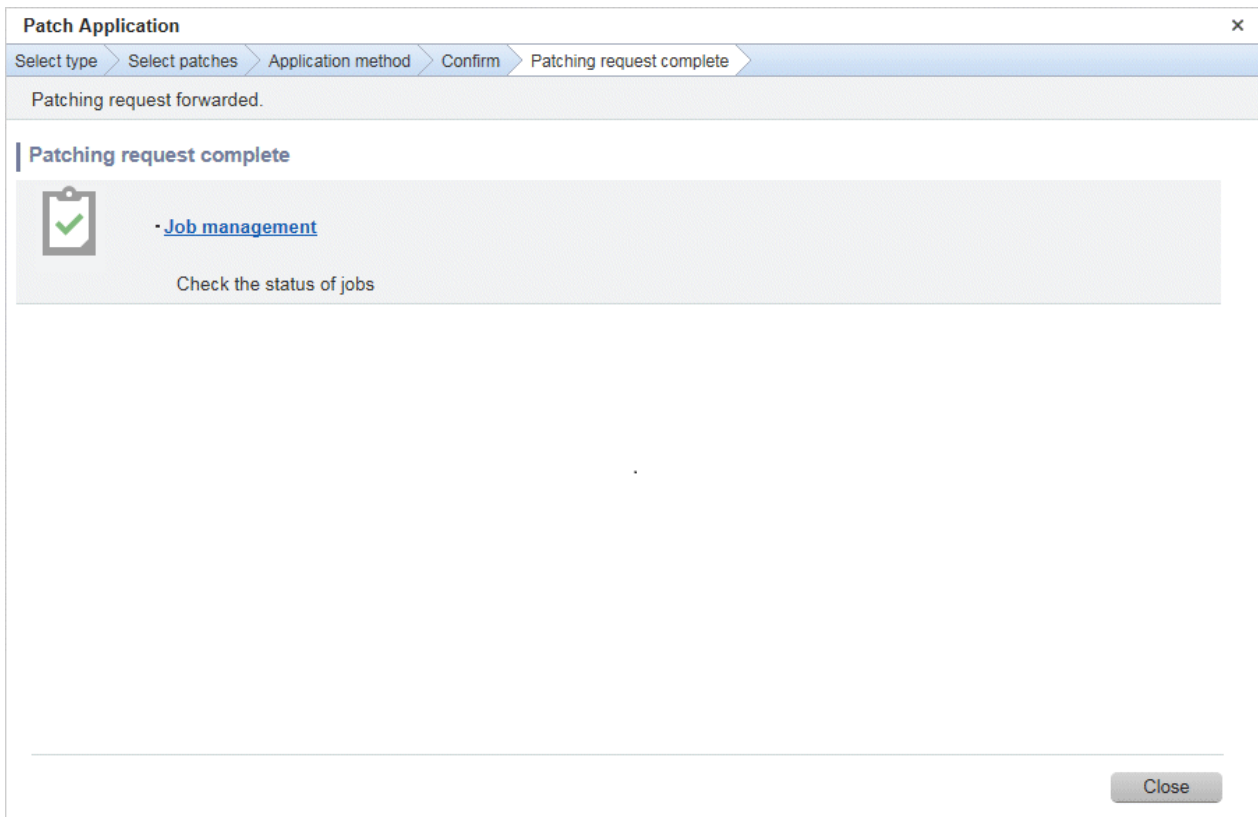 Patch Application
Select type Select patches Application method Confirm Patching request complete
Patching request forwarded.
Patching request complete
- Job management
Check the status of jobs
.
Close